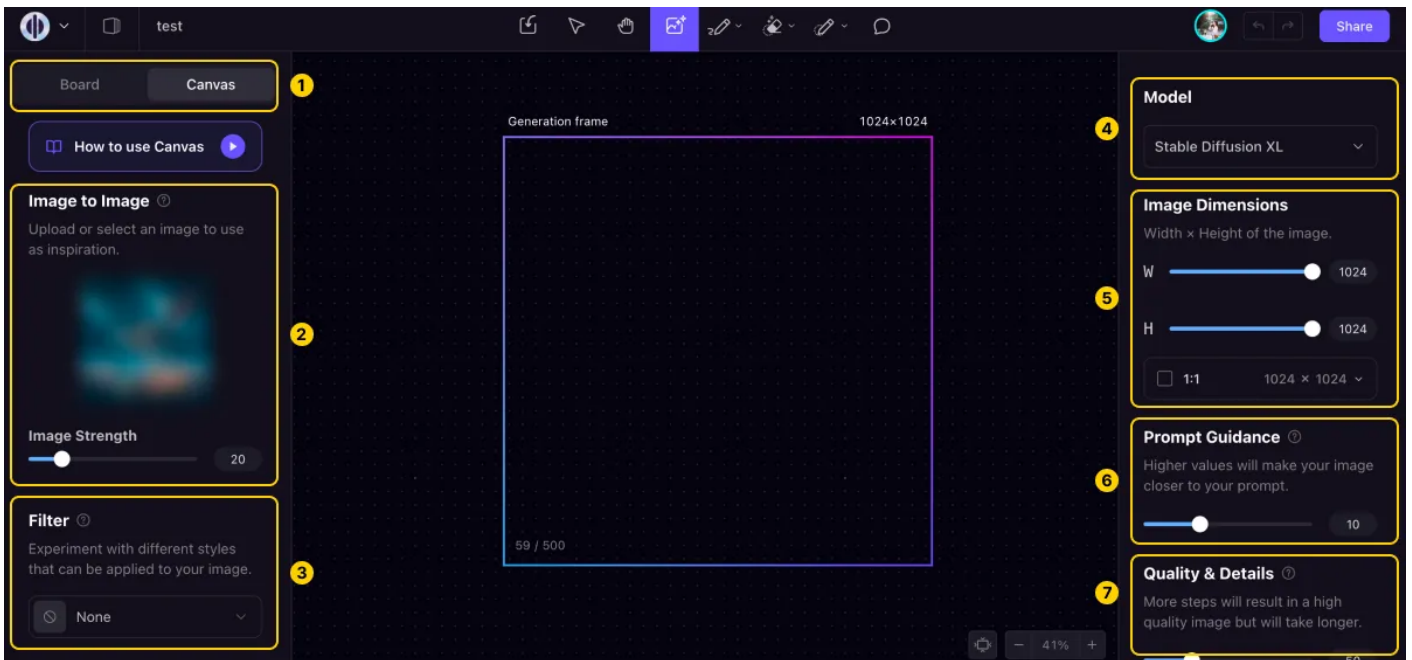 test
Share
Board
Canvas
1
How to use Canvas
Image to Image
Upload or select an image to use
as inspiration.
2
Image Strength
20
Filter
Experiment with different styles
that can be applied to your image.
3
None
Generation frame
1024×1024
59 / 500
41%
Model
4
Stable Diffusion XL
Image Dimensions
Width × Height of the image.
W
1024
5
H
1024
1:1
1024 × 1024
Prompt Guidance
Higher values will make your image
closer to your prompt.
6
10
Quality & Details
7
More steps will result in a high
quality image but will take longer.